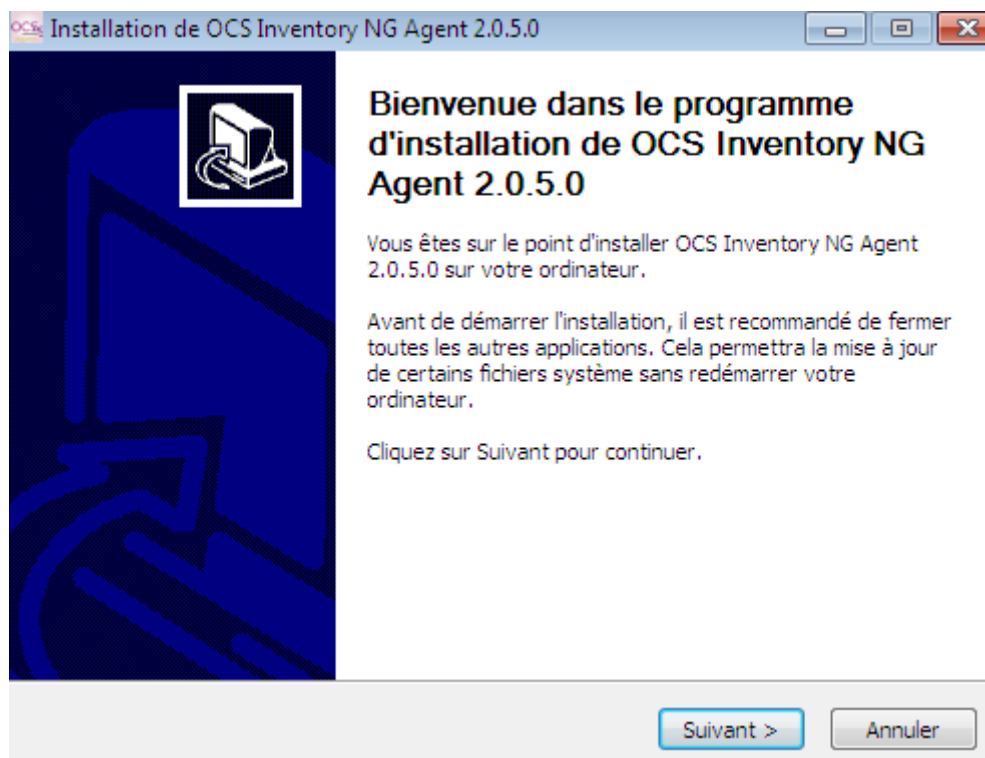 Installation de OCS Inventory NG Agent 2.0.5.0
Bienvenue dans le programme
d'installation de OCS Inventory NG
Agent 2.0.5.0
Vous êtes sur le point d'installer OCS Inventory NG Agent
2.0.5.0 sur votre ordinateur.
Avant de démarrer l'installation, il est recommandé de fermer
toutes les autres applications. Cela permettra la mise à jour
de certains fichiers système sans redémarrer votre
ordinateur.
Cliquez sur Suivant pour continuer.
Suivant >
Annuler